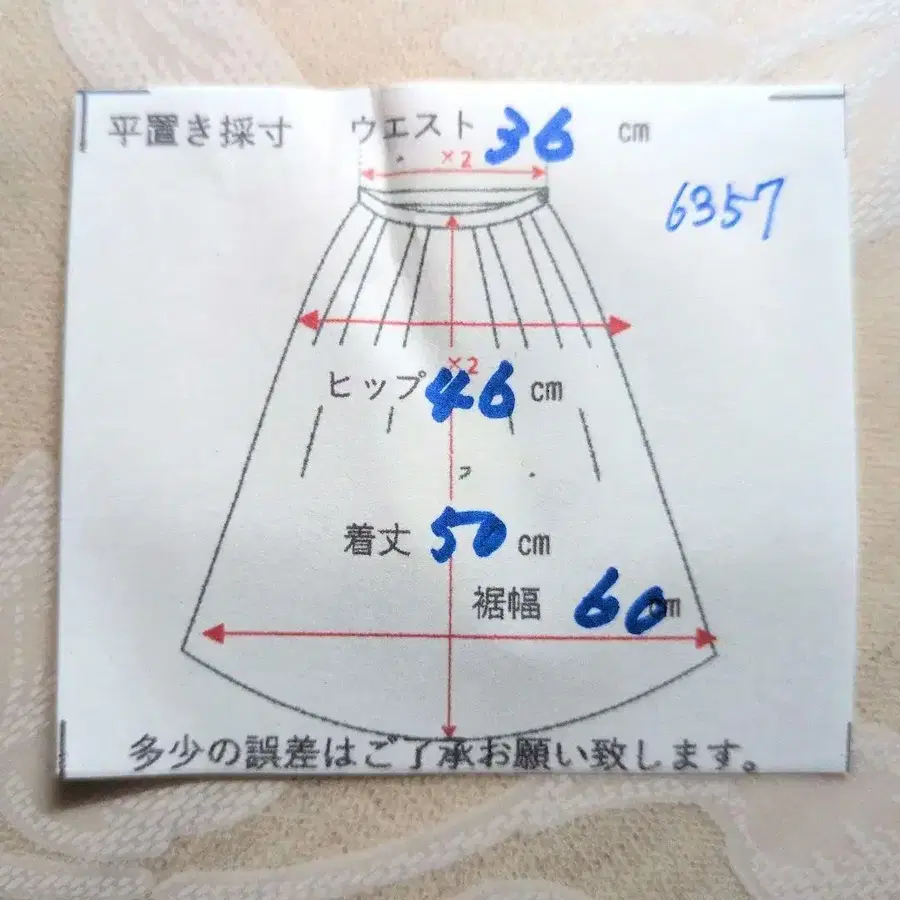 平置き採寸 ウエスト 36 cm
×2
6357
×2
ヒップ 46 cm
着丈 50 cm
裾幅 60 cm
多少の誤差はご了承お願い致します。